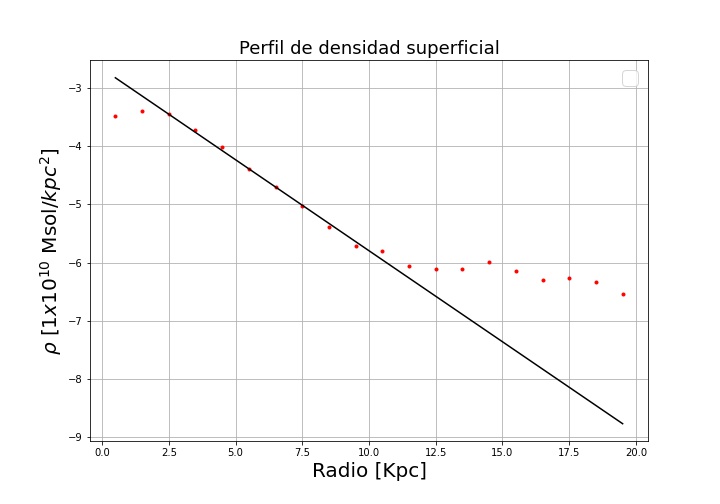 Perfil de densidad superficial
−3
−4
−5
−6
−7
−8
−9
ρ [1x10¹⁰ Msol/kpc²]
0.0 2.5 5.0 7.5 10.0 12.5 15.0 17.5 20.0
Radio [Kpc]